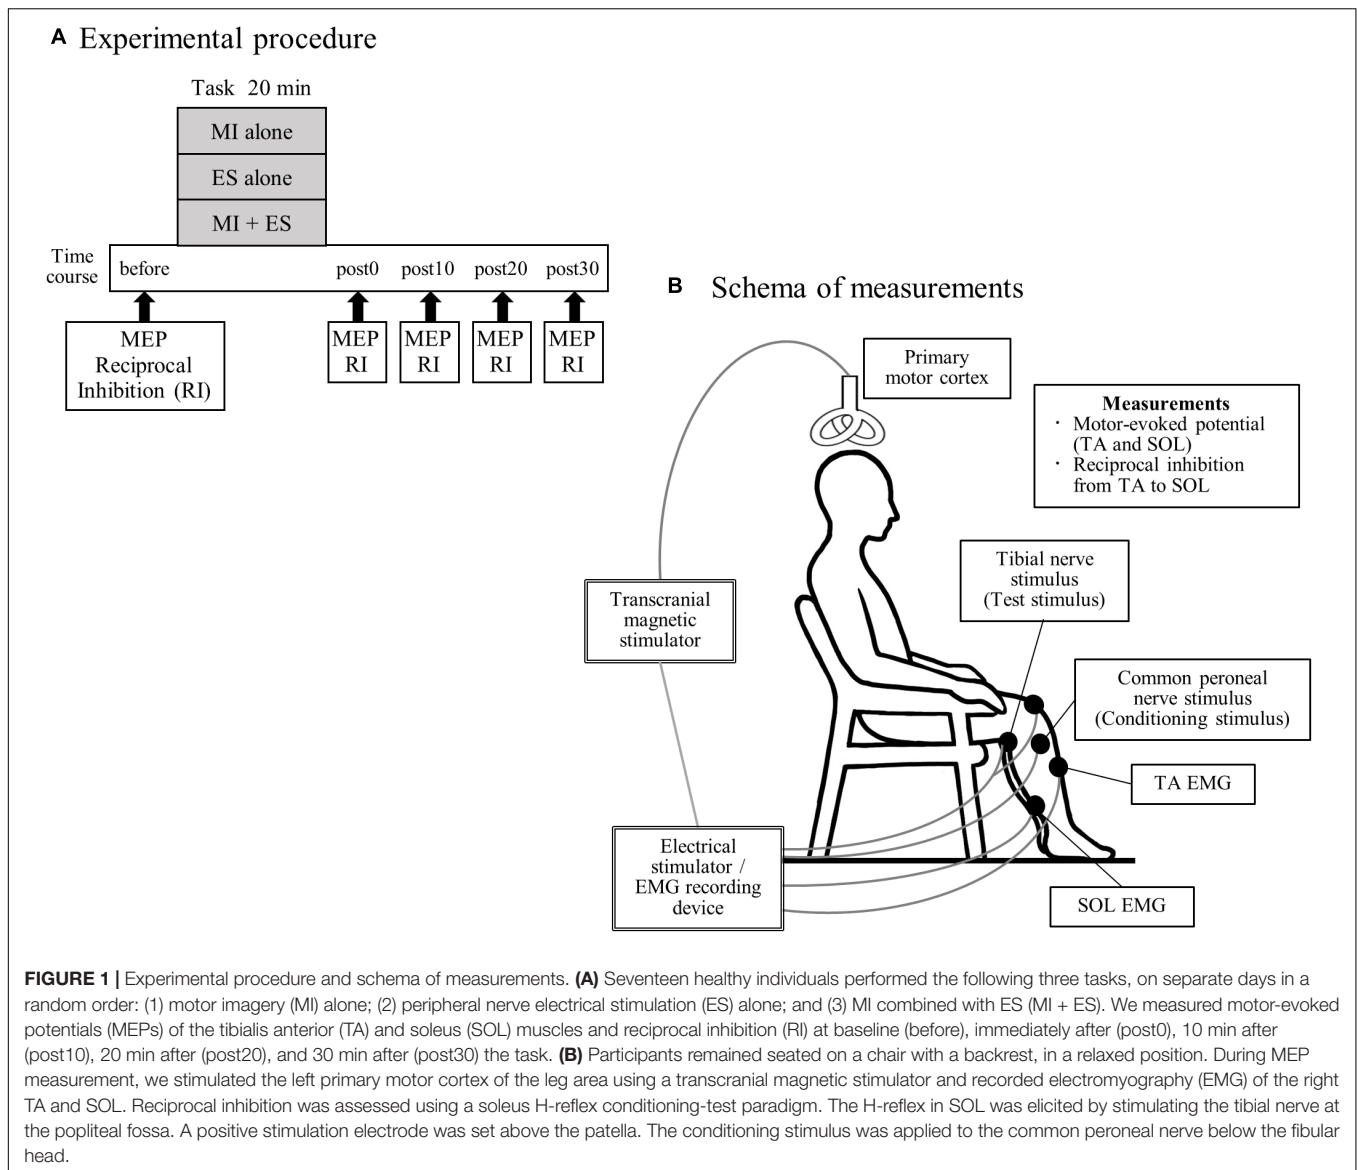 A Experimental procedure
Task 20 min
MI alone
ES alone
MI + ES
Time
course
before
post0
post10
post20
post30
MEP
Reciprocal
Inhibition (RI)
MEP
RI
MEP
RI
MEP
RI
MEP
RI
B Schema of measurements
Primary
motor cortex
Measurements
· Motor-evoked potential
(TA and SOL)
· Reciprocal inhibition
from TA to SOL
Tibial nerve
stimulus
(Test stimulus)
Transcranial
magnetic
stimulator
Common peroneal
nerve stimulus
(Conditioning stimulus)
TA EMG
Electrical
stimulator /
EMG recording
device
SOL EMG
FIGURE 1 | Experimental procedure and schema of measurements. (A) Seventeen healthy individuals performed the following three tasks, on separate days in a
random order: (1) motor imagery (MI) alone; (2) peripheral nerve electrical stimulation (ES) alone; and (3) MI combined with ES (MI + ES). We measured motor-evoked
potentials (MEPs) of the tibialis anterior (TA) and soleus (SOL) muscles and reciprocal inhibition (RI) at baseline (before), immediately after (post0), 10 min after
(post10), 20 min after (post20), and 30 min after (post30) the task. (B) Participants remained seated on a chair with a backrest, in a relaxed position. During MEP
measurement, we stimulated the left primary motor cortex of the leg area using a transcranial magnetic stimulator and recorded electromyography (EMG) of the right
TA and SOL. Reciprocal inhibition was assessed using a soleus H-reflex conditioning-test paradigm. The H-reflex in SOL was elicited by stimulating the tibial nerve at
the popliteal fossa. A positive stimulation electrode was set above the patella. The conditioning stimulus was applied to the common peroneal nerve below the fibular
head.